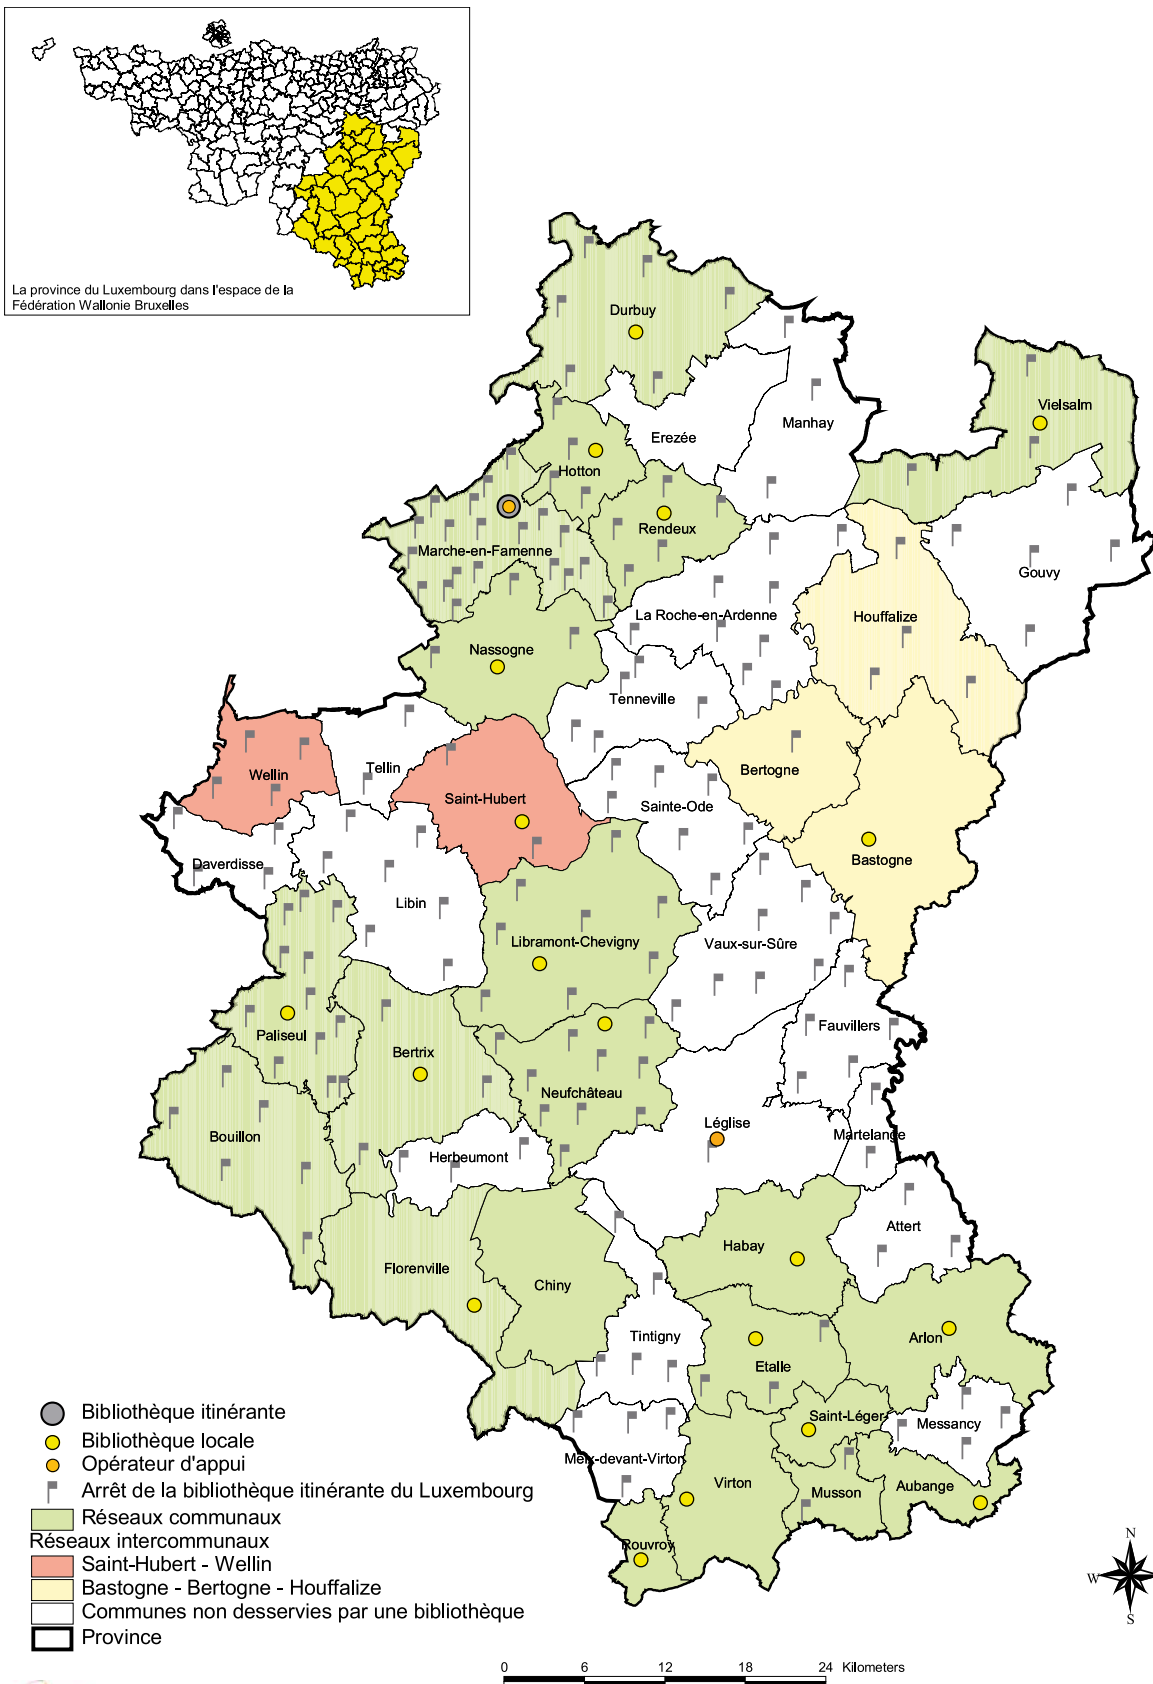 La province du Luxembourg dans l'espace de la
Fédération Wallonie Bruxelles
Durbuy
Vielsalm
Manhay
Erezée
Hotton
Rendeux
Marche-en-Famenne
Gouvy
La Roche-en-Ardenne
Houffalize
Nassogne
Tenneville
Tellin
Wellin
Bertogne
Saint-Hubert
Sainte-Ode
Bastogne
Daverdisse
Libin
Libramont-Chevigny
Vaux-sur-Sûre
Fauvillers
Paliseul
Bertrix
Neufchâteau
Léglise
Martelange
Bouillon
Herbeumont
Attert
Habay
Florenville
Chiny
Tintigny
Arlon
Etalle
Saint-Léger
Messancy
Meix-devant-Virton
Virton
Musson
Aubange
Rouvroy
Bibliothèque itinérante
Bibliothèque locale
Opérateur d'appui
Arrêt de la bibliothèque itinérante du Luxembourg
Réseaux communaux
Réseaux intercommunaux
Saint-Hubert - Wellin
Bastogne - Bertogne - Houffalize
Communes non desservies par une bibliothèque
Province
N
W
S
0 6 12 18 24 Kilometers